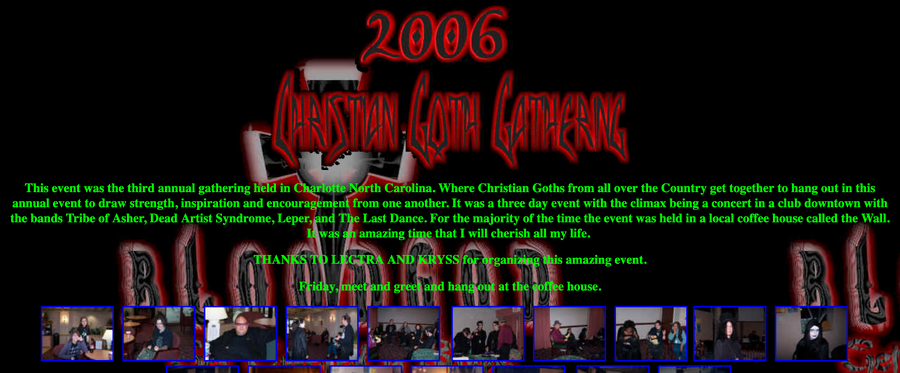 2006
Christian Goth Gathering
This event was the third annual gathering held in Charlotte North Carolina. Where Christian Goths from all over the Country get together to hang out in this
annual event to draw strength, inspiration and encouragement from one another. It was a three day event with the climax being a concert in a club downtown with
the bands Tribe of Asher, Dead Artist Syndrome, Leper, and The Last Dance. For the majority of the time the event was held in a local coffee house called the Wall.
It was an amazing time that I will cherish all my life.
THANKS TO LECTRA AND KRYSS for organizing this amazing event.
Friday, meet and greet and hang out at the coffee house.